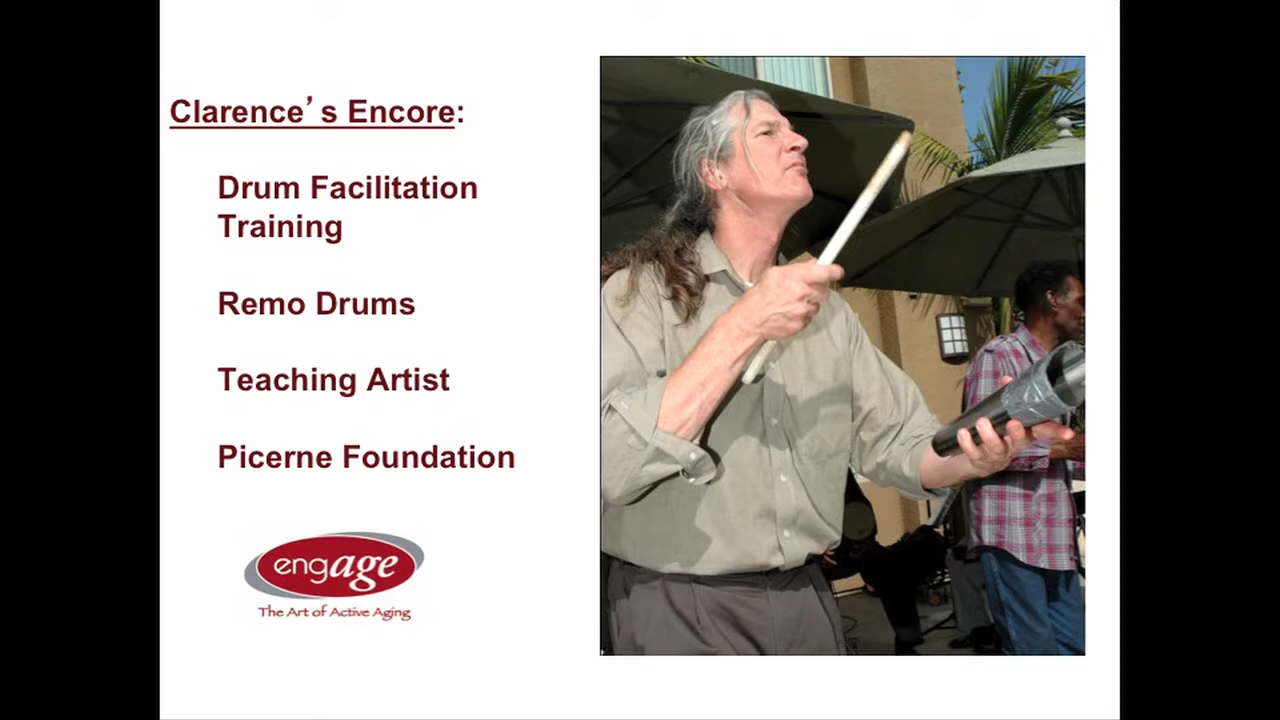 Clarence’s Encore:
Drum Facilitation
Training
Remo Drums
Teaching Artist
Picerne Foundation
engage
The Art of Active Aging